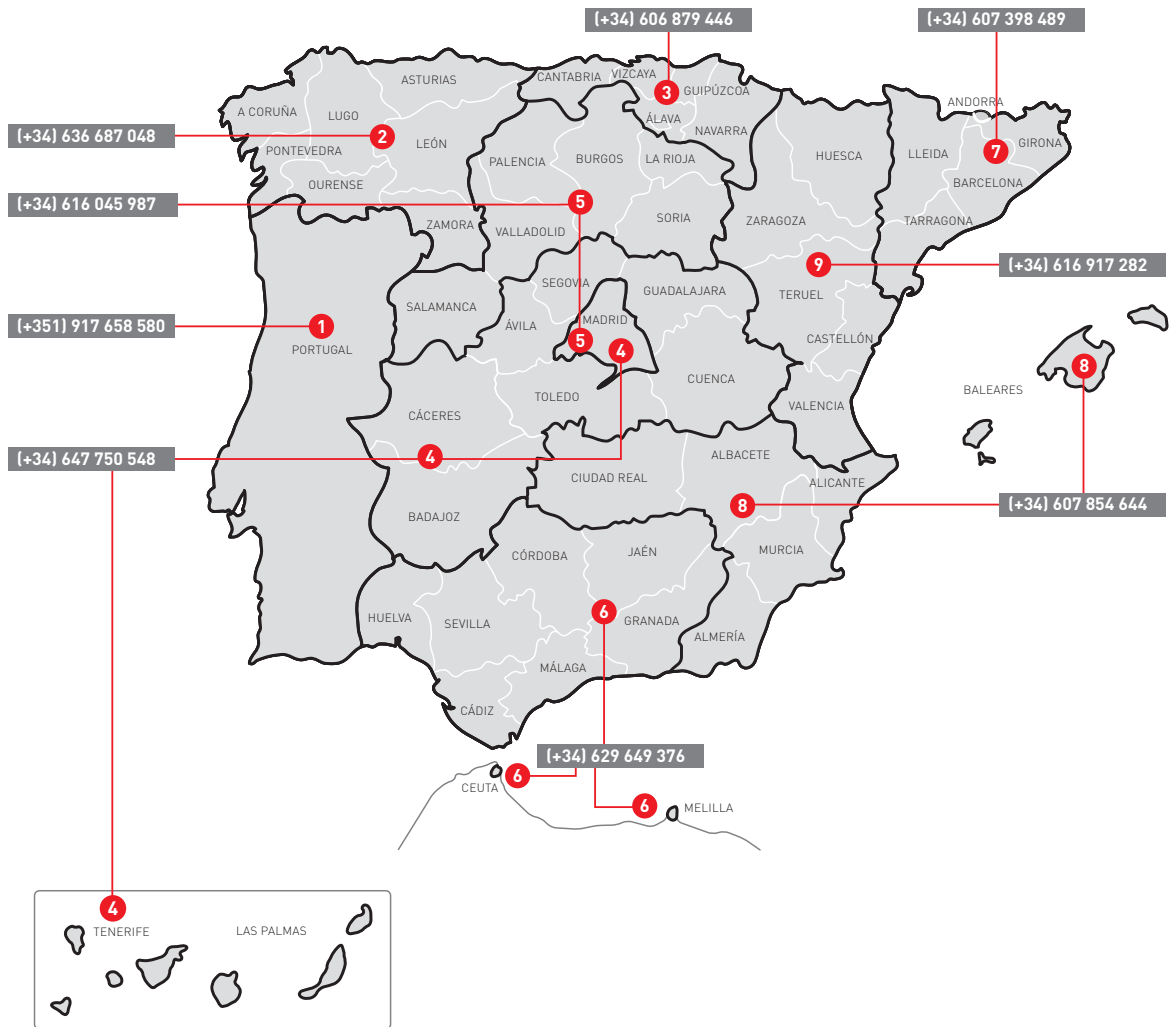 (+34) 606 879 446
(+34) 607 398 489
ASTURIAS
CANTABRIA
VIZCAYA
3
GUIPÚZCOA
ANDORRA
A CORUÑA
LUGO
ÁLAVA
(+34) 636 687 048
2
LEÓN
NAVARRA
GIRONA
PONTEVEDRA
PALENCIA
BURGOS
LA RIOJA
HUESCA
LLEIDA
7
OURENSE
BARCELONA
(+34) 616 045 987
5
ZAMORA
VALLADOLID
SORIA
ZARAGOZA
TARRAGONA
9
(+34) 616 917 282
SEGOVIA
GUADALAJARA
TERUEL
SALAMANCA
(+351) 917 658 580
1
ÁVILA
MADRID
PORTUGAL
5
4
CASTELLÓN
8
CUENCA
BALEARES
TOLEDO
VALENCIA
CÁCERES
(+34) 647 750 548
4
ALBACETE
CIUDAD REAL
ALICANTE
8
(+34) 607 854 644
BADAJOZ
CÓRDOBA
JAÉN
MURCIA
6
HUELVA
SEVILLA
GRANADA
ALMERÍA
MÁLAGA
CÁDIZ
(+34) 629 649 376
6
CEUTA
6
MELILLA
4
TENERIFE
LAS PALMAS